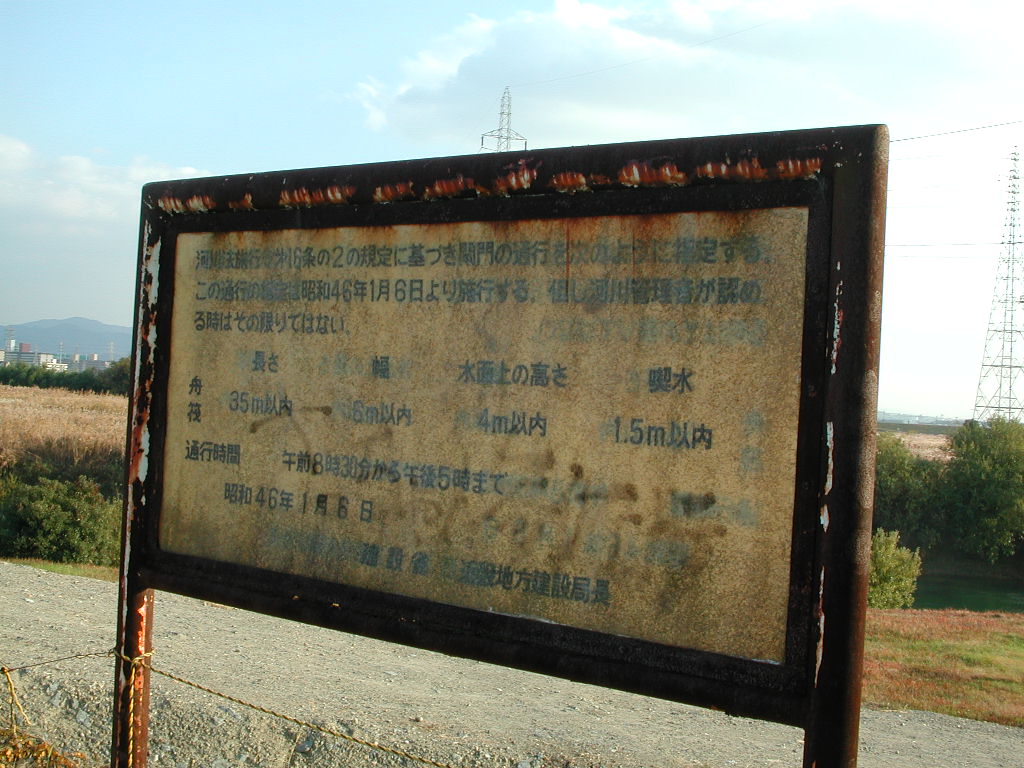 河川法施行令第16条の2の規定に基づき閘門の通行を次のように指定する。
この通行の指定は昭和46年1月6日より施行する。但し河川管理者が認め
る時はその限りではない。
長さ 幅 水面上の高さ 喫水
舟筏 35m以内 6m以内 4m以内 1.5m以内
通行時間 午前8時30分から午後5時まで
昭和46年1月6日
建設省 近畿地方建設局長